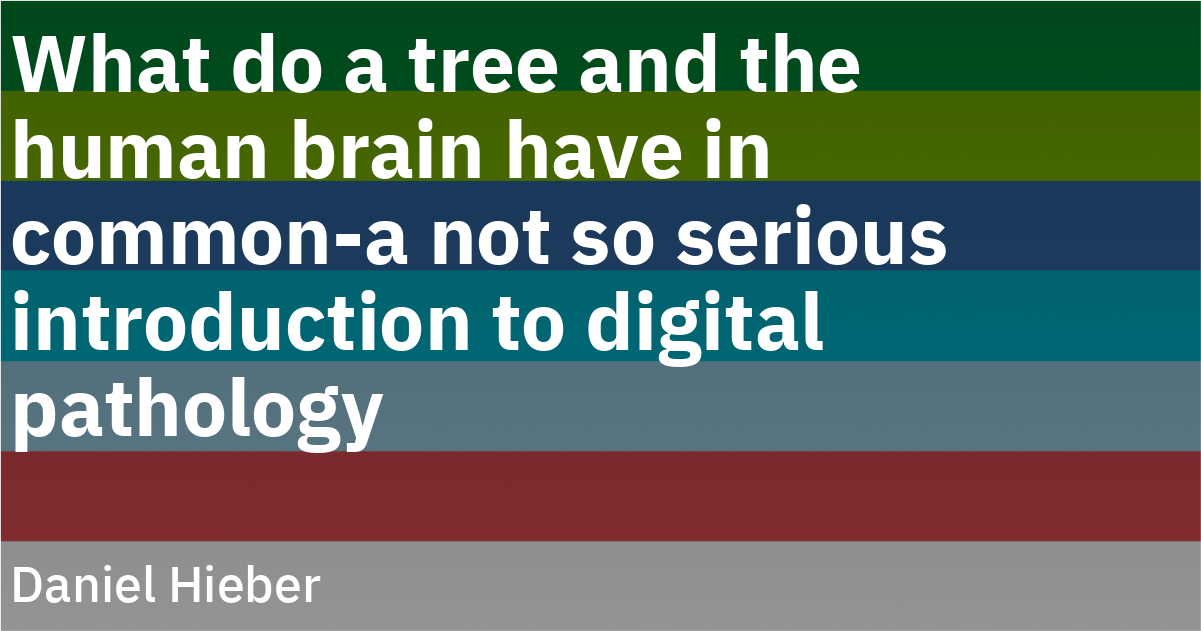 What do a tree and the
human brain have in
common-a not so serious
introduction to digital
pathology
Daniel Hieber